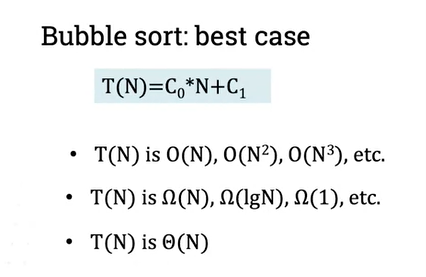 Bubble sort: best case
T(N)=C₀*N+C₁
• T(N) is O(N), O(N²), O(N³), etc.
• T(N) is Ω(N), Ω(lgN), Ω(1), etc.
• T(N) is Θ(N)